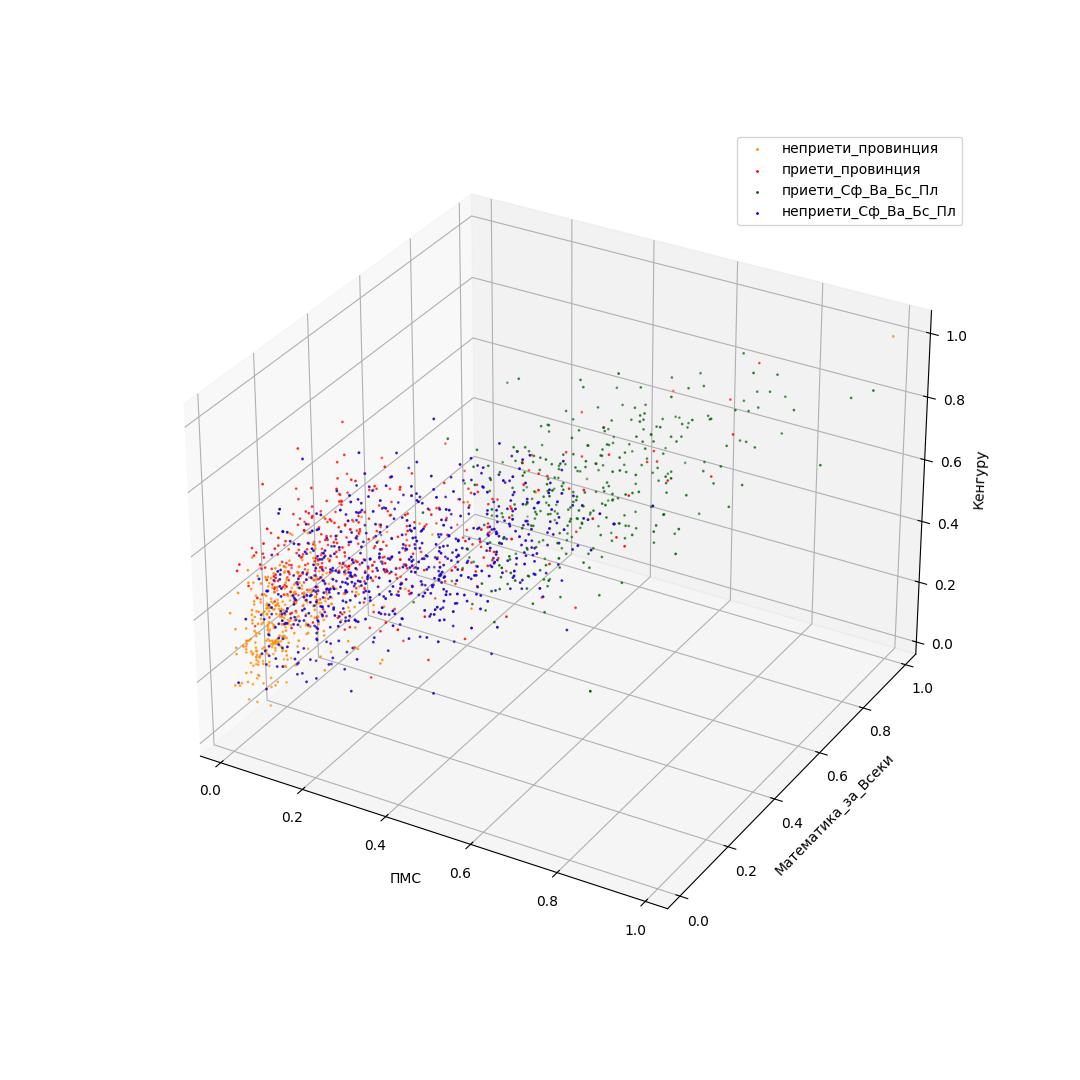 неприети_провинция
приети_провинция
приети_Сф_Ва_Бс_Пл
неприети_Сф_Ва_Бс_Пл
1.0
0.8
0.6
0.4
0.2
0.0
Кенгуру
1.0
0.8
0.6
0.4
0.2
0.0
Математика_за_Всеки
0.0
0.2
0.4
0.6
0.8
1.0
ПМС